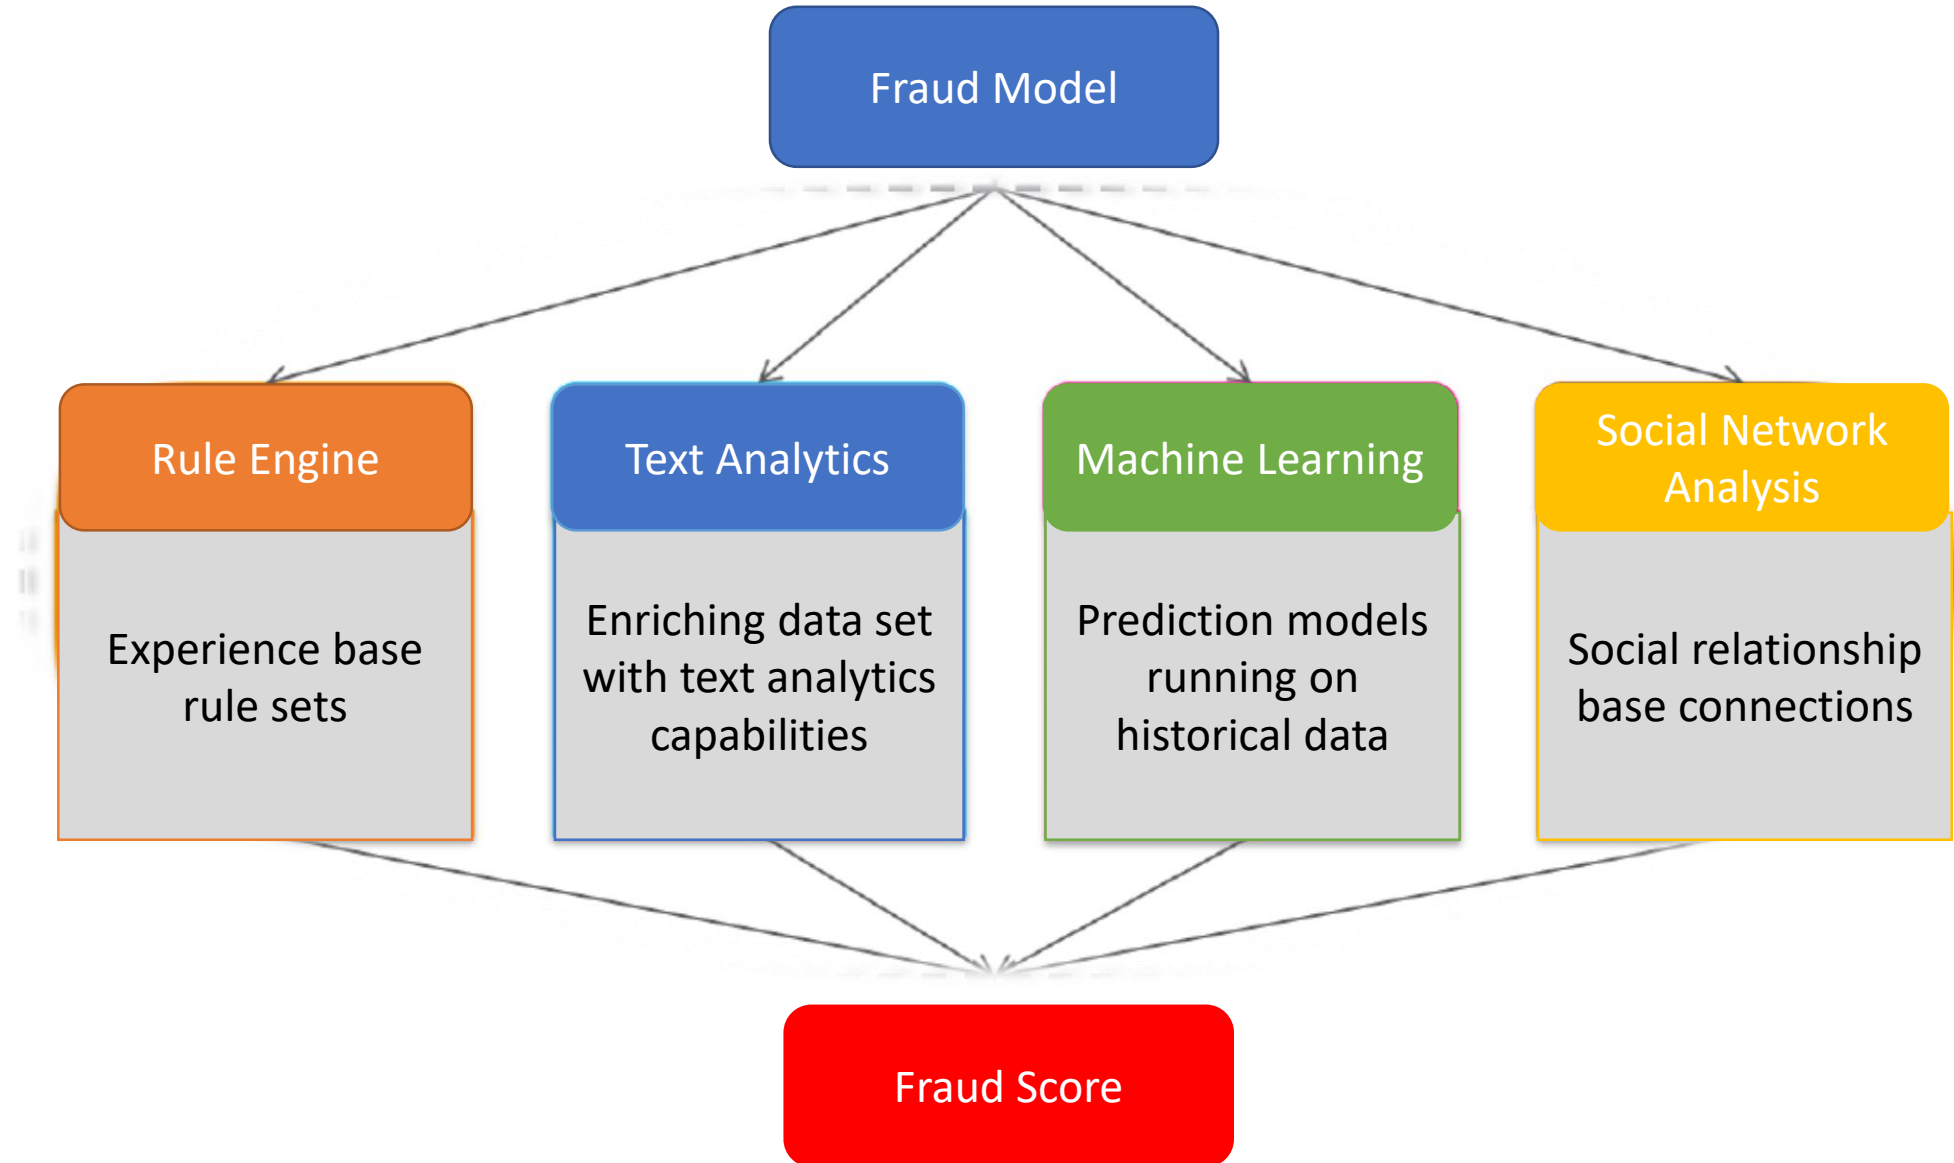 Fraud Model
Rule Engine
Experience base
rule sets
Text Analytics
Enriching data set
with text analytics
capabilities
Machine Learning
Prediction models
running on
historical data
Social Network
Analysis
Social relationship
base connections
Fraud Score